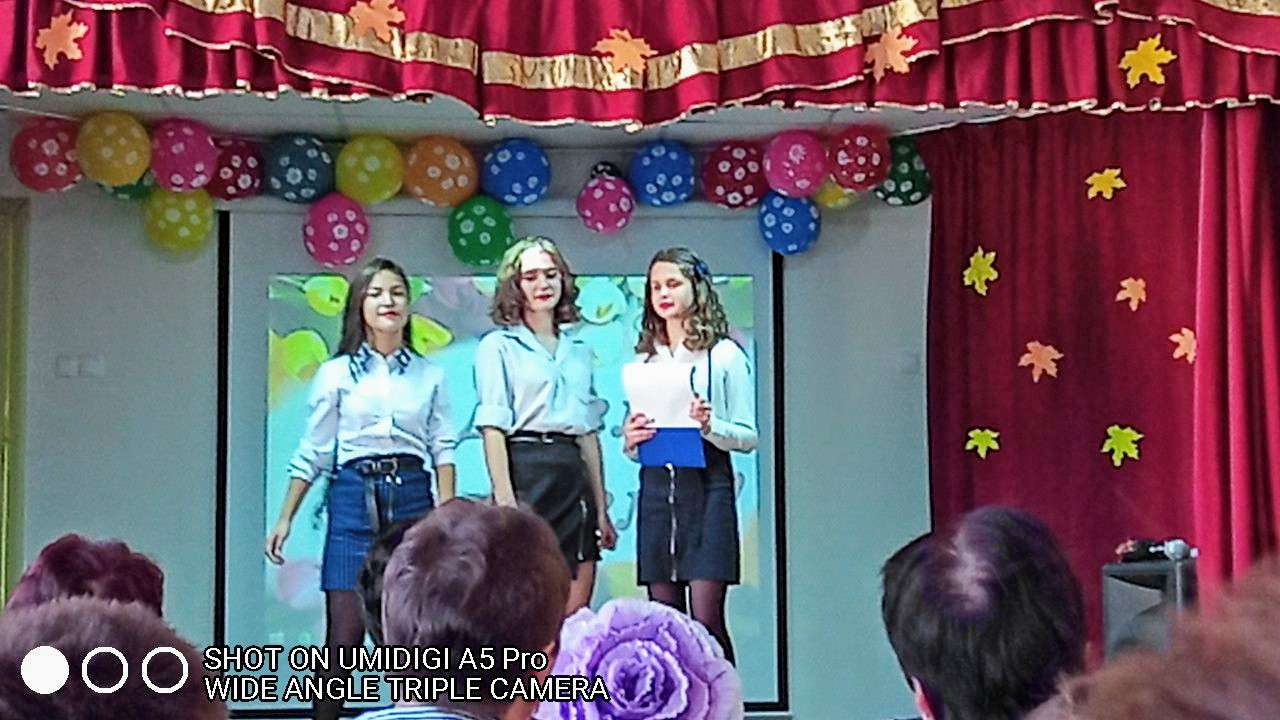 SHOT ON UMIDIGI A5 Pro
WIDE ANGLE TRIPLE CAMERA